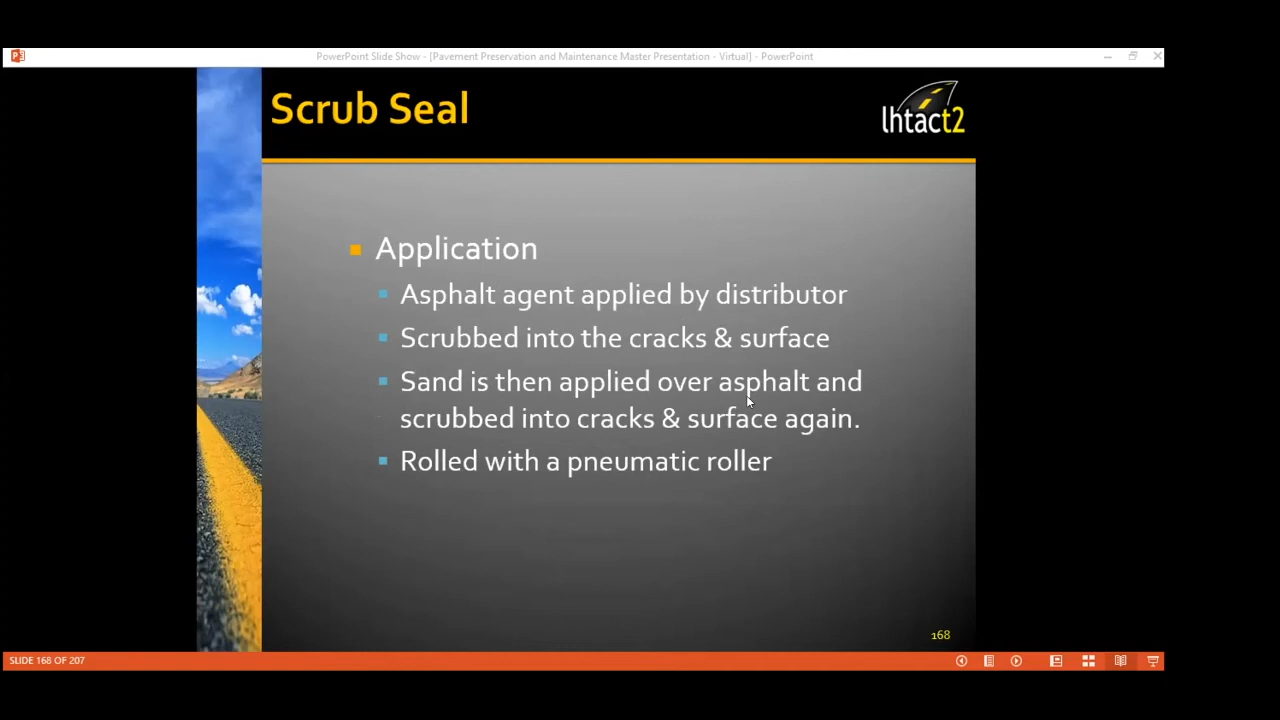 PowerPoint Slide Show - [Pavement Preservation and Maintenance Master Presentation - Virtual] - PowerPoint
Scrub Seal
lhtact2
Application
Asphalt agent applied by distributor
Scrubbed into the cracks & surface
Sand is then applied over asphalt and
scrubbed into cracks & surface again.
Rolled with a pneumatic roller
168
SLIDE 168 OF 207